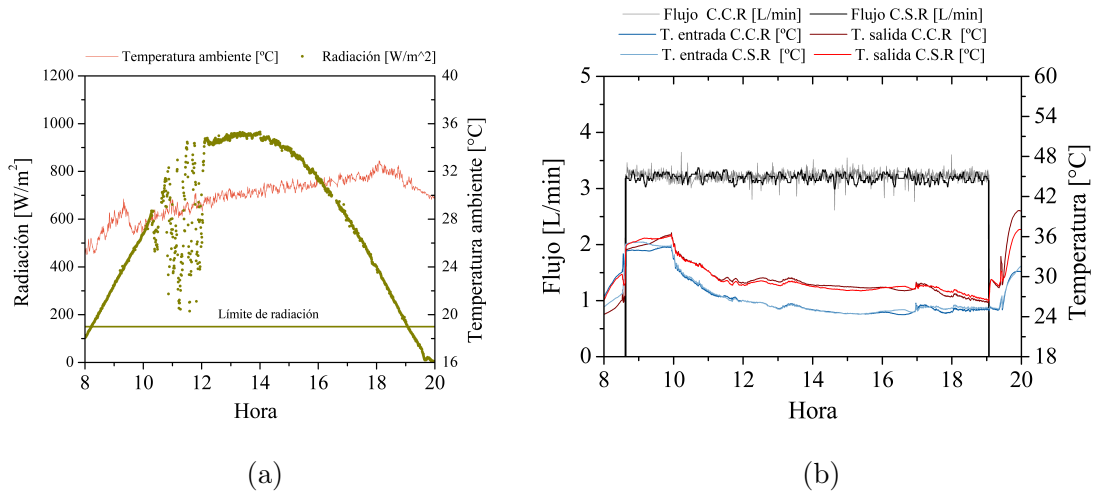 Temperatura ambiente [ºC] Radiación [W/m^2]
1200
1000
800
600
400
200
0
Radiación [W/m²]
40
36
32
28
24
20
16
Temperatura ambiente [°C]
Límite de radiación
8 10 12 14 16 18 20
Hora
(a)
Flujo C.C.R [L/min] Flujo C.S.R [L/min]
T. entrada C.C.R [ºC] T. salida C.C.R [ºC]
T. entrada C.S.R [ºC] T. salida C.S.R [ºC]
5
4
3
2
1
0
Flujo [L/min]
60
54
48
42
36
30
24
18
Temperatura [°C]
8 10 12 14 16 18 20
Hora
(b)